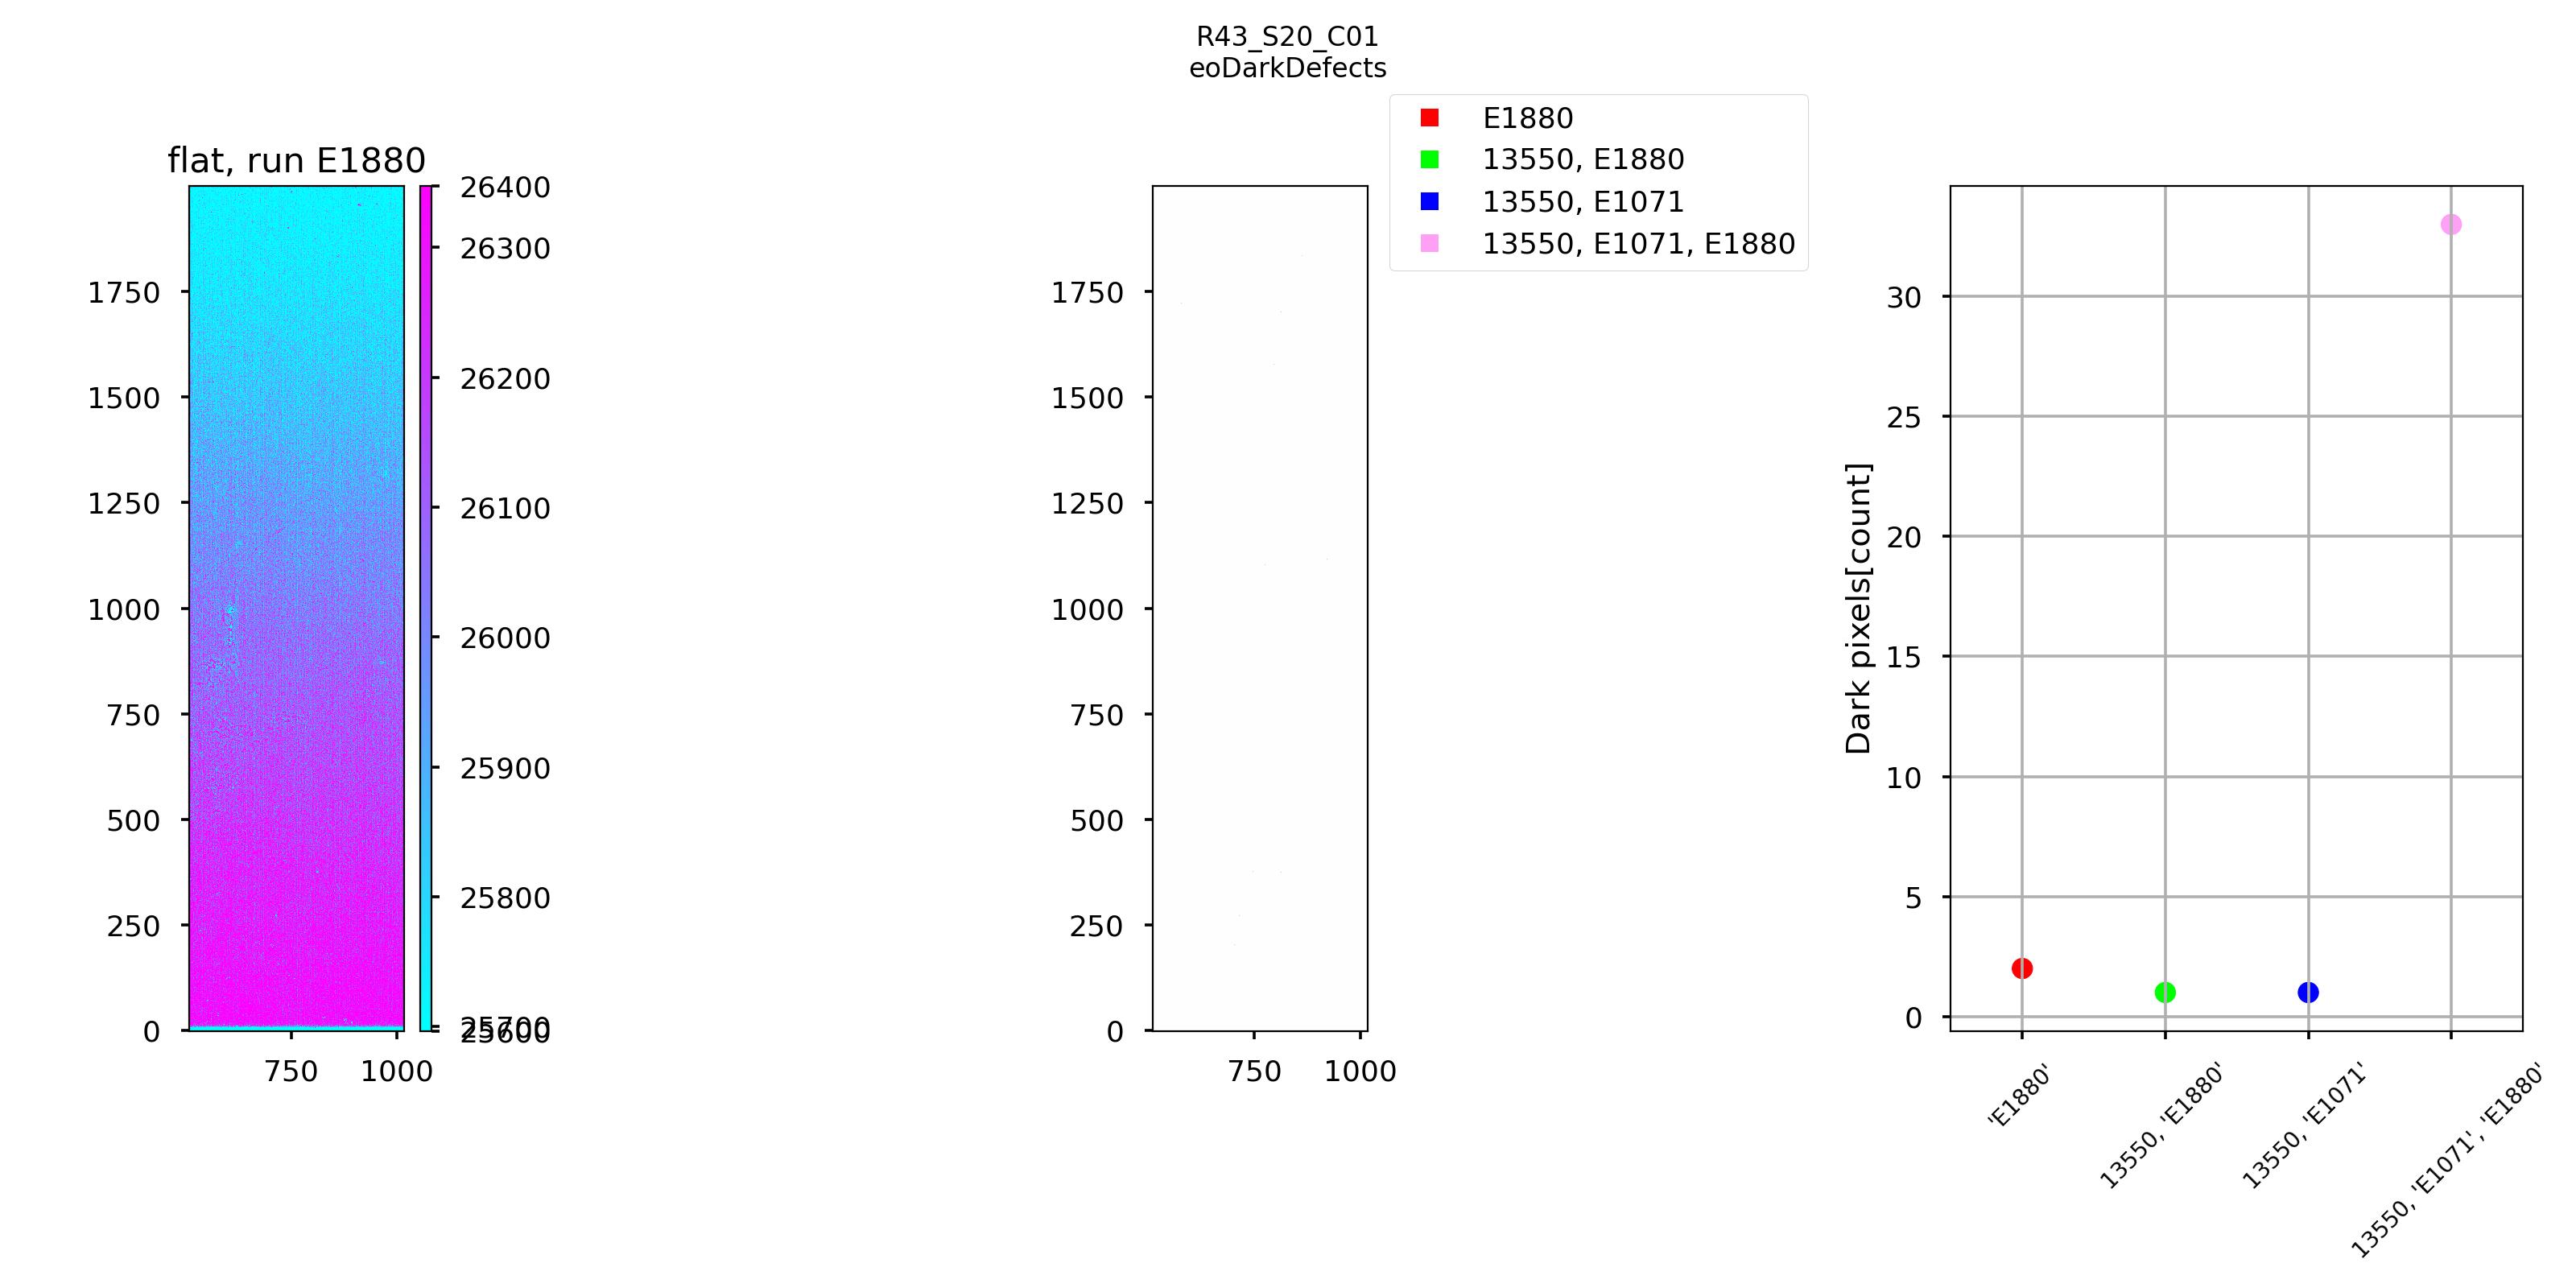 R43_S20_C01
eoDarkDefects
E1880
13550, E1880
13550, E1071
13550, E1071, E1880
flat, run E1880
1750
1500
1250
1000
750
500
250
0
750 1000
26400
26300
26200
26100
26000
25900
25800
25700
25600
1750
1500
1250
1000
750
500
250
0
750 1000
Dark pixels[count]
30
25
20
15
10
5
0
'E1880'
13550, 'E1880'
13550, 'E1071'
13550, 'E1071', 'E1880'